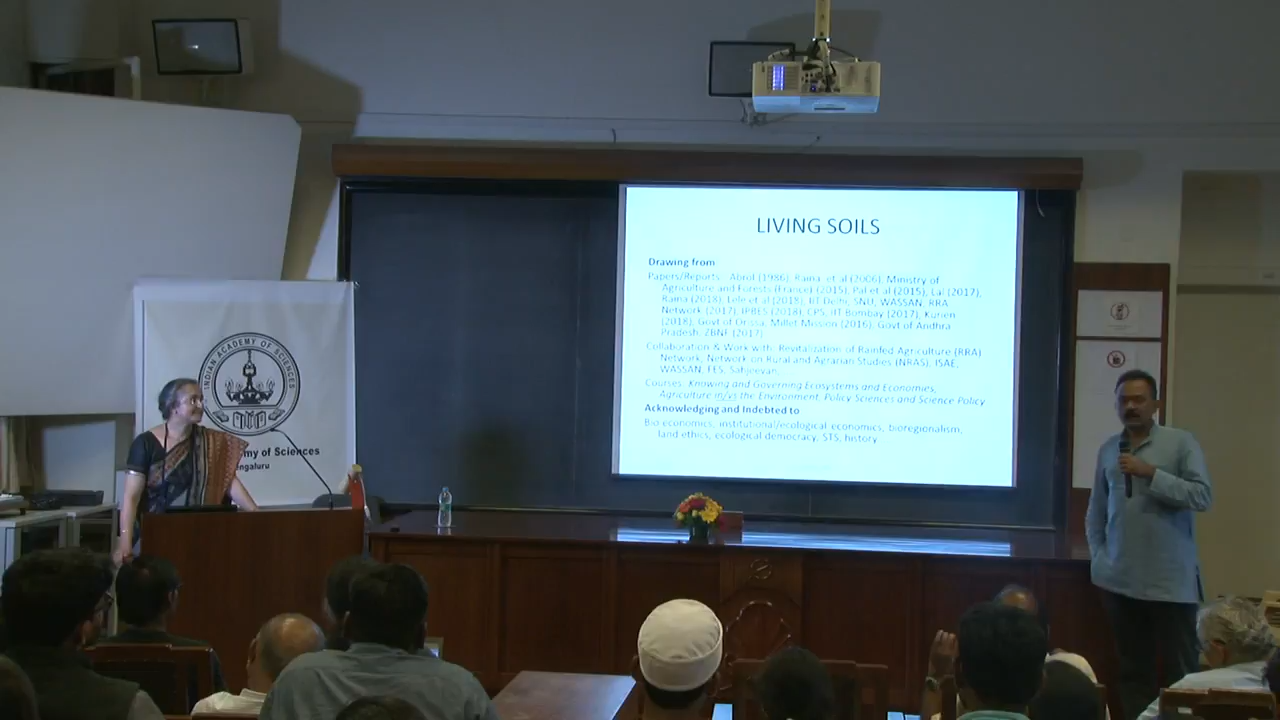 LIVING SOILS
Drawing from
Papers/Reports: Abrol (1986), Raina, et al (2006), Ministry of
Agriculture and Forests (France) (2015), Pal et al (2015), Lal (2017),
Raina (2018), Lele et al (2018), IIT Delhi, SNU, WASSAN, RRA
Network (2017), IPBES (2018), CPS, IIT Bombay (2017), Kurien
(2018), Govt of Orissa, Millet Mission (2016), Govt of Andhra
Pradesh, ZBNF (2017)
Collaboration & Work with: Revitalization of Rainfed Agriculture (RRA)
Network, Network on Rural and Agrarian Studies (NRAS), ISAE,
WASSAN, FES, Sahjeevan,
Courses: Knowing and Governing Ecosystems and Economies,
Agriculture in/vs the Environment, Policy Sciences and Science Policy
Acknowledging and Indebted to
Bio economics, institutional/ecological economics, bioregionalism,
land ethics, ecological democracy, STS, history
INDIAN ACADEMY OF SCIENCES
my of Sciences
engaluru